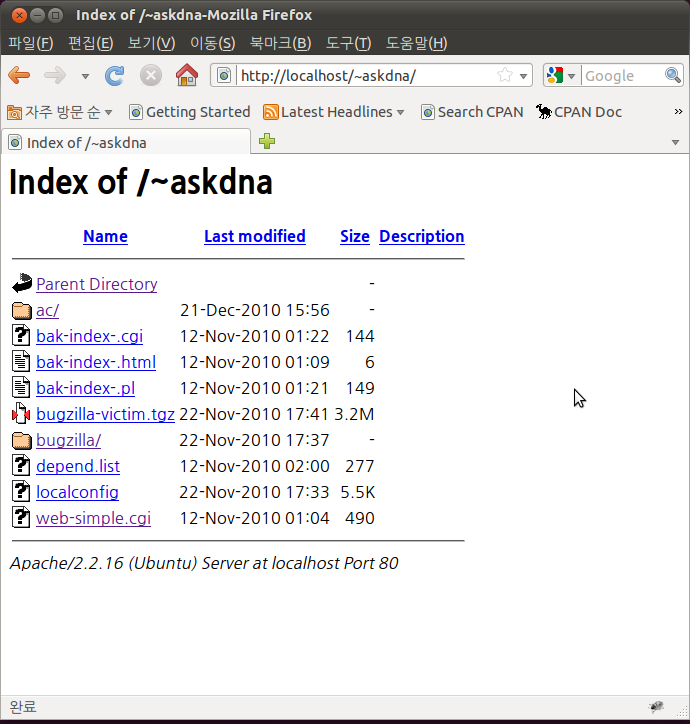 Index of /~askdna-Mozilla Firefox
파일(F) 편집(E) 보기(V) 이동(S) 북마크(B) 도구(T) 도움말(H)
http://localhost/~askdna/ Google
자주 방문 순 Getting Started Latest Headlines Search CPAN CPAN Doc »
Index of /~askdna
Index of /~askdna
Name Last modified Size Description
Parent Directory -
ac/ 21-Dec-2010 15:56 -
bak-index-.cgi 12-Nov-2010 01:22 144
bak-index-.html 12-Nov-2010 01:09 6
bak-index-.pl 12-Nov-2010 01:21 149
bugzilla-victim.tgz 22-Nov-2010 17:41 3.2M
bugzilla/ 22-Nov-2010 17:37 -
depend.list 12-Nov-2010 02:00 277
localconfig 22-Nov-2010 17:33 5.5K
web-simple.cgi 12-Nov-2010 01:04 490
Apache/2.2.16 (Ubuntu) Server at localhost Port 80
완료